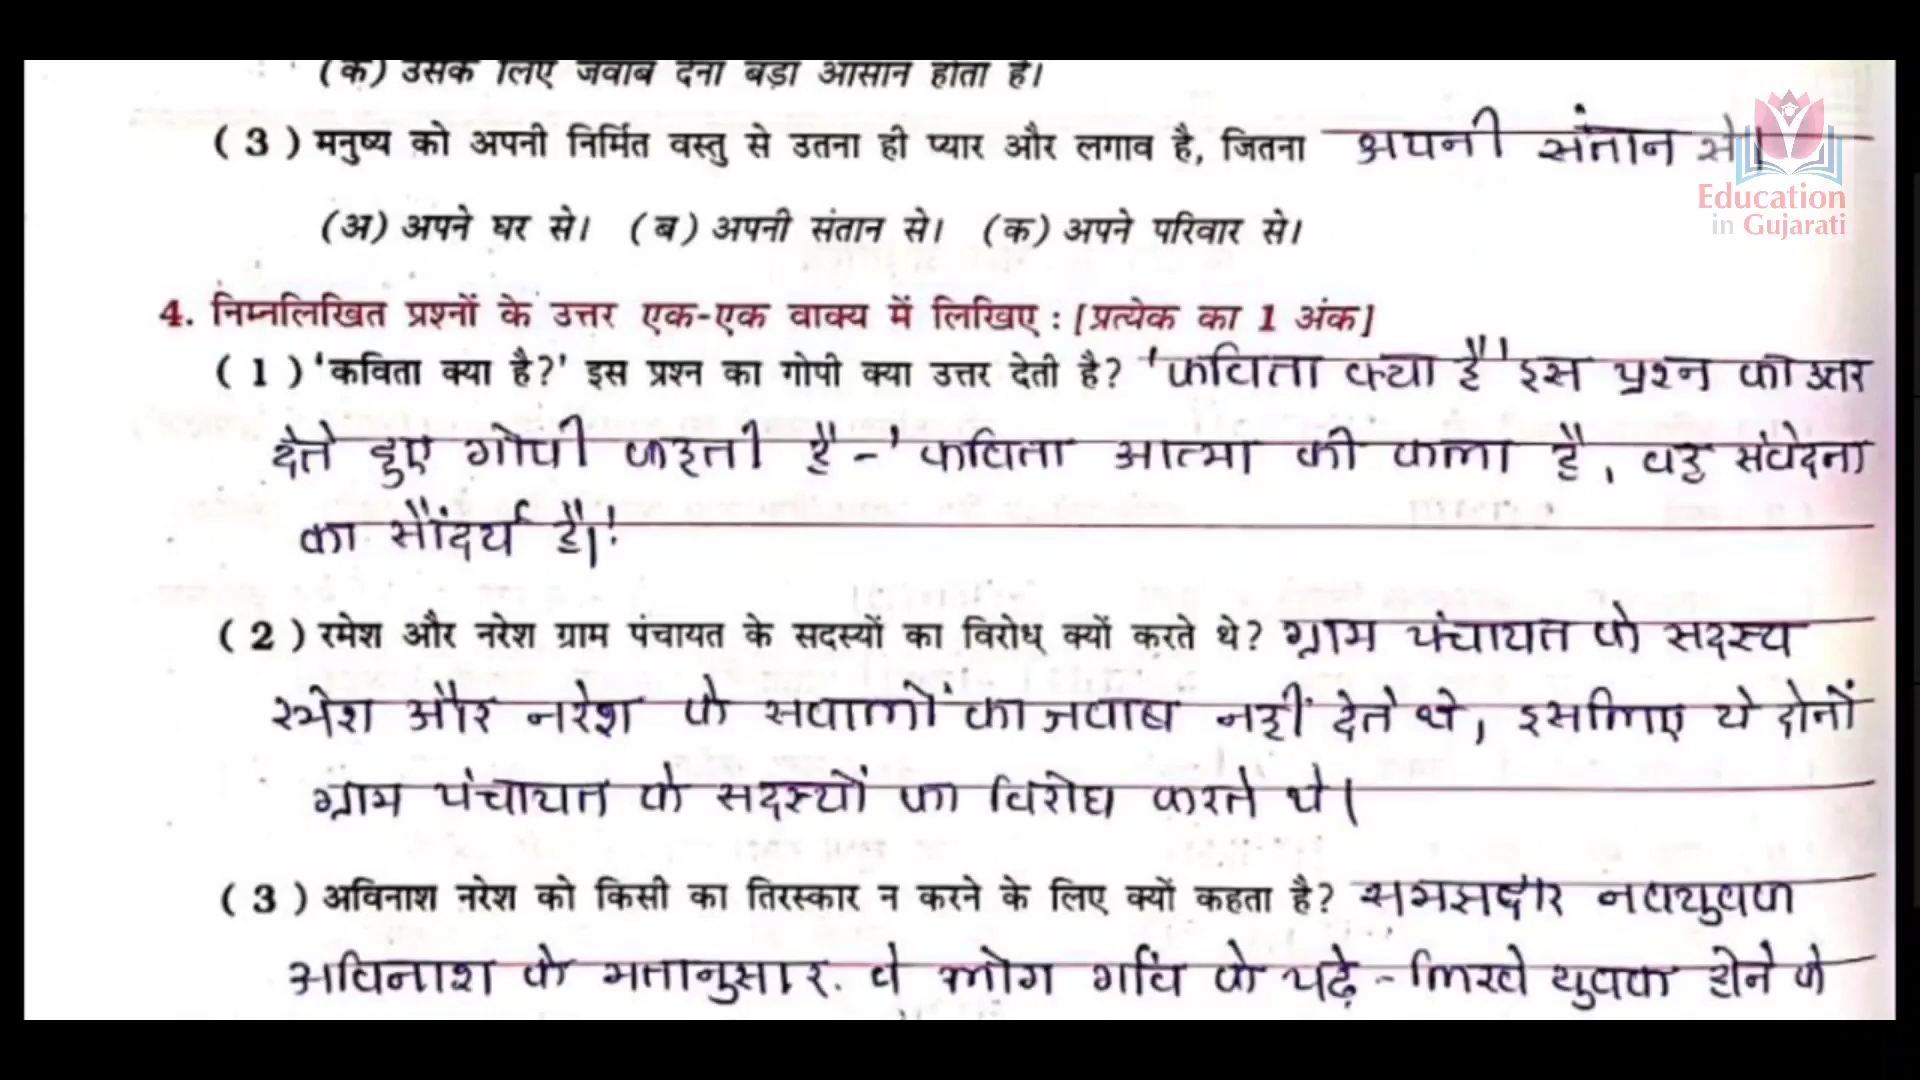 (क) उसके लिए जवाब देना बड़ा आसान होता है।
( 3 ) मनुष्य को अपनी निर्मित वस्तु से उतना ही प्यार और लगाव है, जितना अपनी संतान से।
(अ) अपने घर से। (ब) अपनी संतान से। (क) अपने परिवार से।
Education
in Gujarati
4. निम्नलिखित प्रश्नों के उत्तर एक-एक वाक्य में लिखिए : [प्रत्येक का 1 अंक]
( 1 ) 'कविता क्या है?' इस प्रश्न का गोपी क्या उत्तर देती है? 'कविता क्या है' इस प्रश्न का उत्तर
देते हुए गोपी कहती है - 'कविता आत्मा की कला है, वह संवेदना
का सौंदर्य है।'
( 2 ) रमेश और नरेश ग्राम पंचायत के सदस्यों का विरोध् क्यों करते थे? ग्राम पंचायत के सदस्य
रमेश और नरेश के सवालों का जवाब नहीं देते थे, इसलिए ये दोनों
ग्राम पंचायत के सदस्यों का विरोध करते थे।
( 3 ) अविनाश नरेश को किसी का तिरस्कार न करने के लिए क्यों कहता है? समझदार नवयुवक
अविनाश के मतानुसार. वे लोग गाँव के पढ़े - लिखे युवक होने के